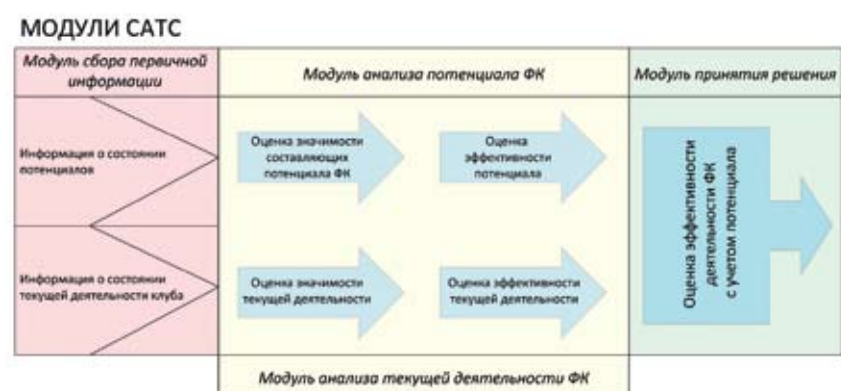 МОДУЛИ САТС
Модуль сбора первичной
информации
Модуль анализа потенциала ФК
Модуль принятия решения
Информация о состоянии
потенциалов
Оценка значимости
составляющих
потенциала ФК
Оценка
эффективности
потенциала
Оценка эффективности
деятельности ФК
с учетом потенциала
Информация о состоянии
текущей деятельности клуба
Оценка значимости
текущей деятельности
Оценка эффективности
текущей деятельности
Модуль анализа текущей деятельности ФК